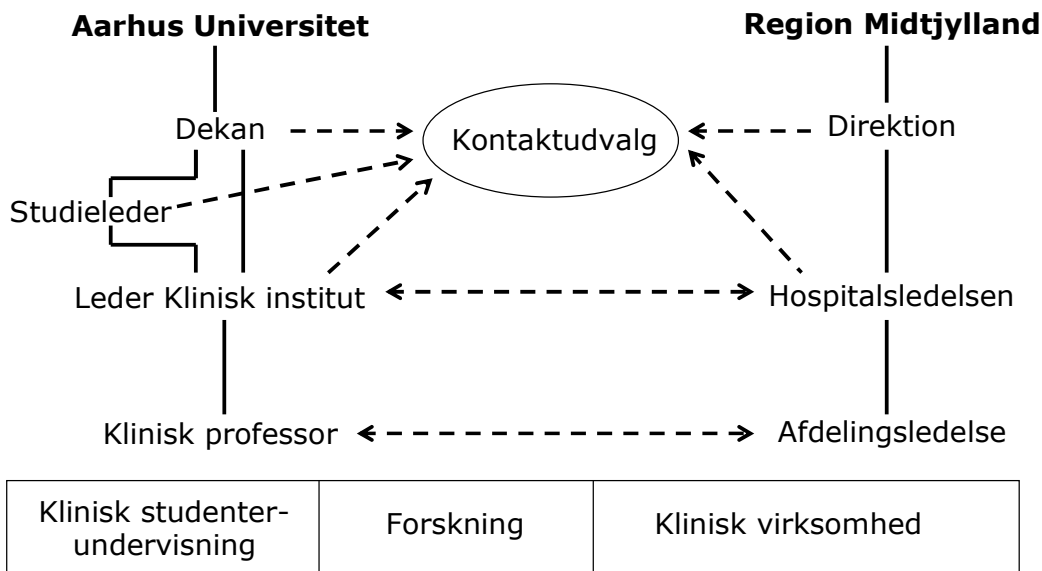 Aarhus Universitet
Region Midtjylland
Dekan
Kontaktudvalg
Direktion
Studieleder
Leder Klinisk institut
Hospitalsledelsen
Klinisk professor
Afdelingsledelse
Klinisk studenter-
undervisning
Forskning
Klinisk virksomhed